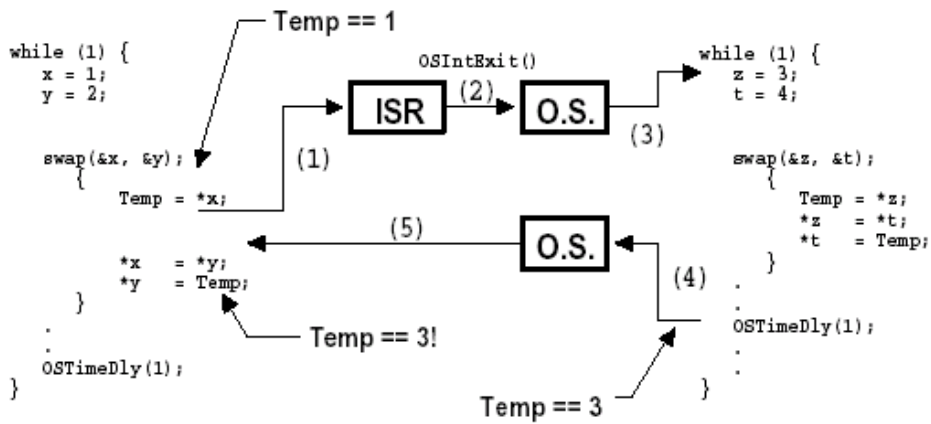 Temp == 1
while (1) {
x = 1;
y = 2;
swap(&x, &y);
{
Temp = *x;
*x = *y;
*y = Temp;
}
.
.
OSTimeDly(1);
}
Temp == 3!
(1)
ISR
OSIntExit()
(2)
O.S.
(3)
(5)
O.S.
(4)
while (1) {
z = 3;
t = 4;
swap(&z, &t);
{
Temp = *z;
*z = *t;
*t = Temp;
}
.
.
OSTimeDly(1);
.
.
}
Temp == 3